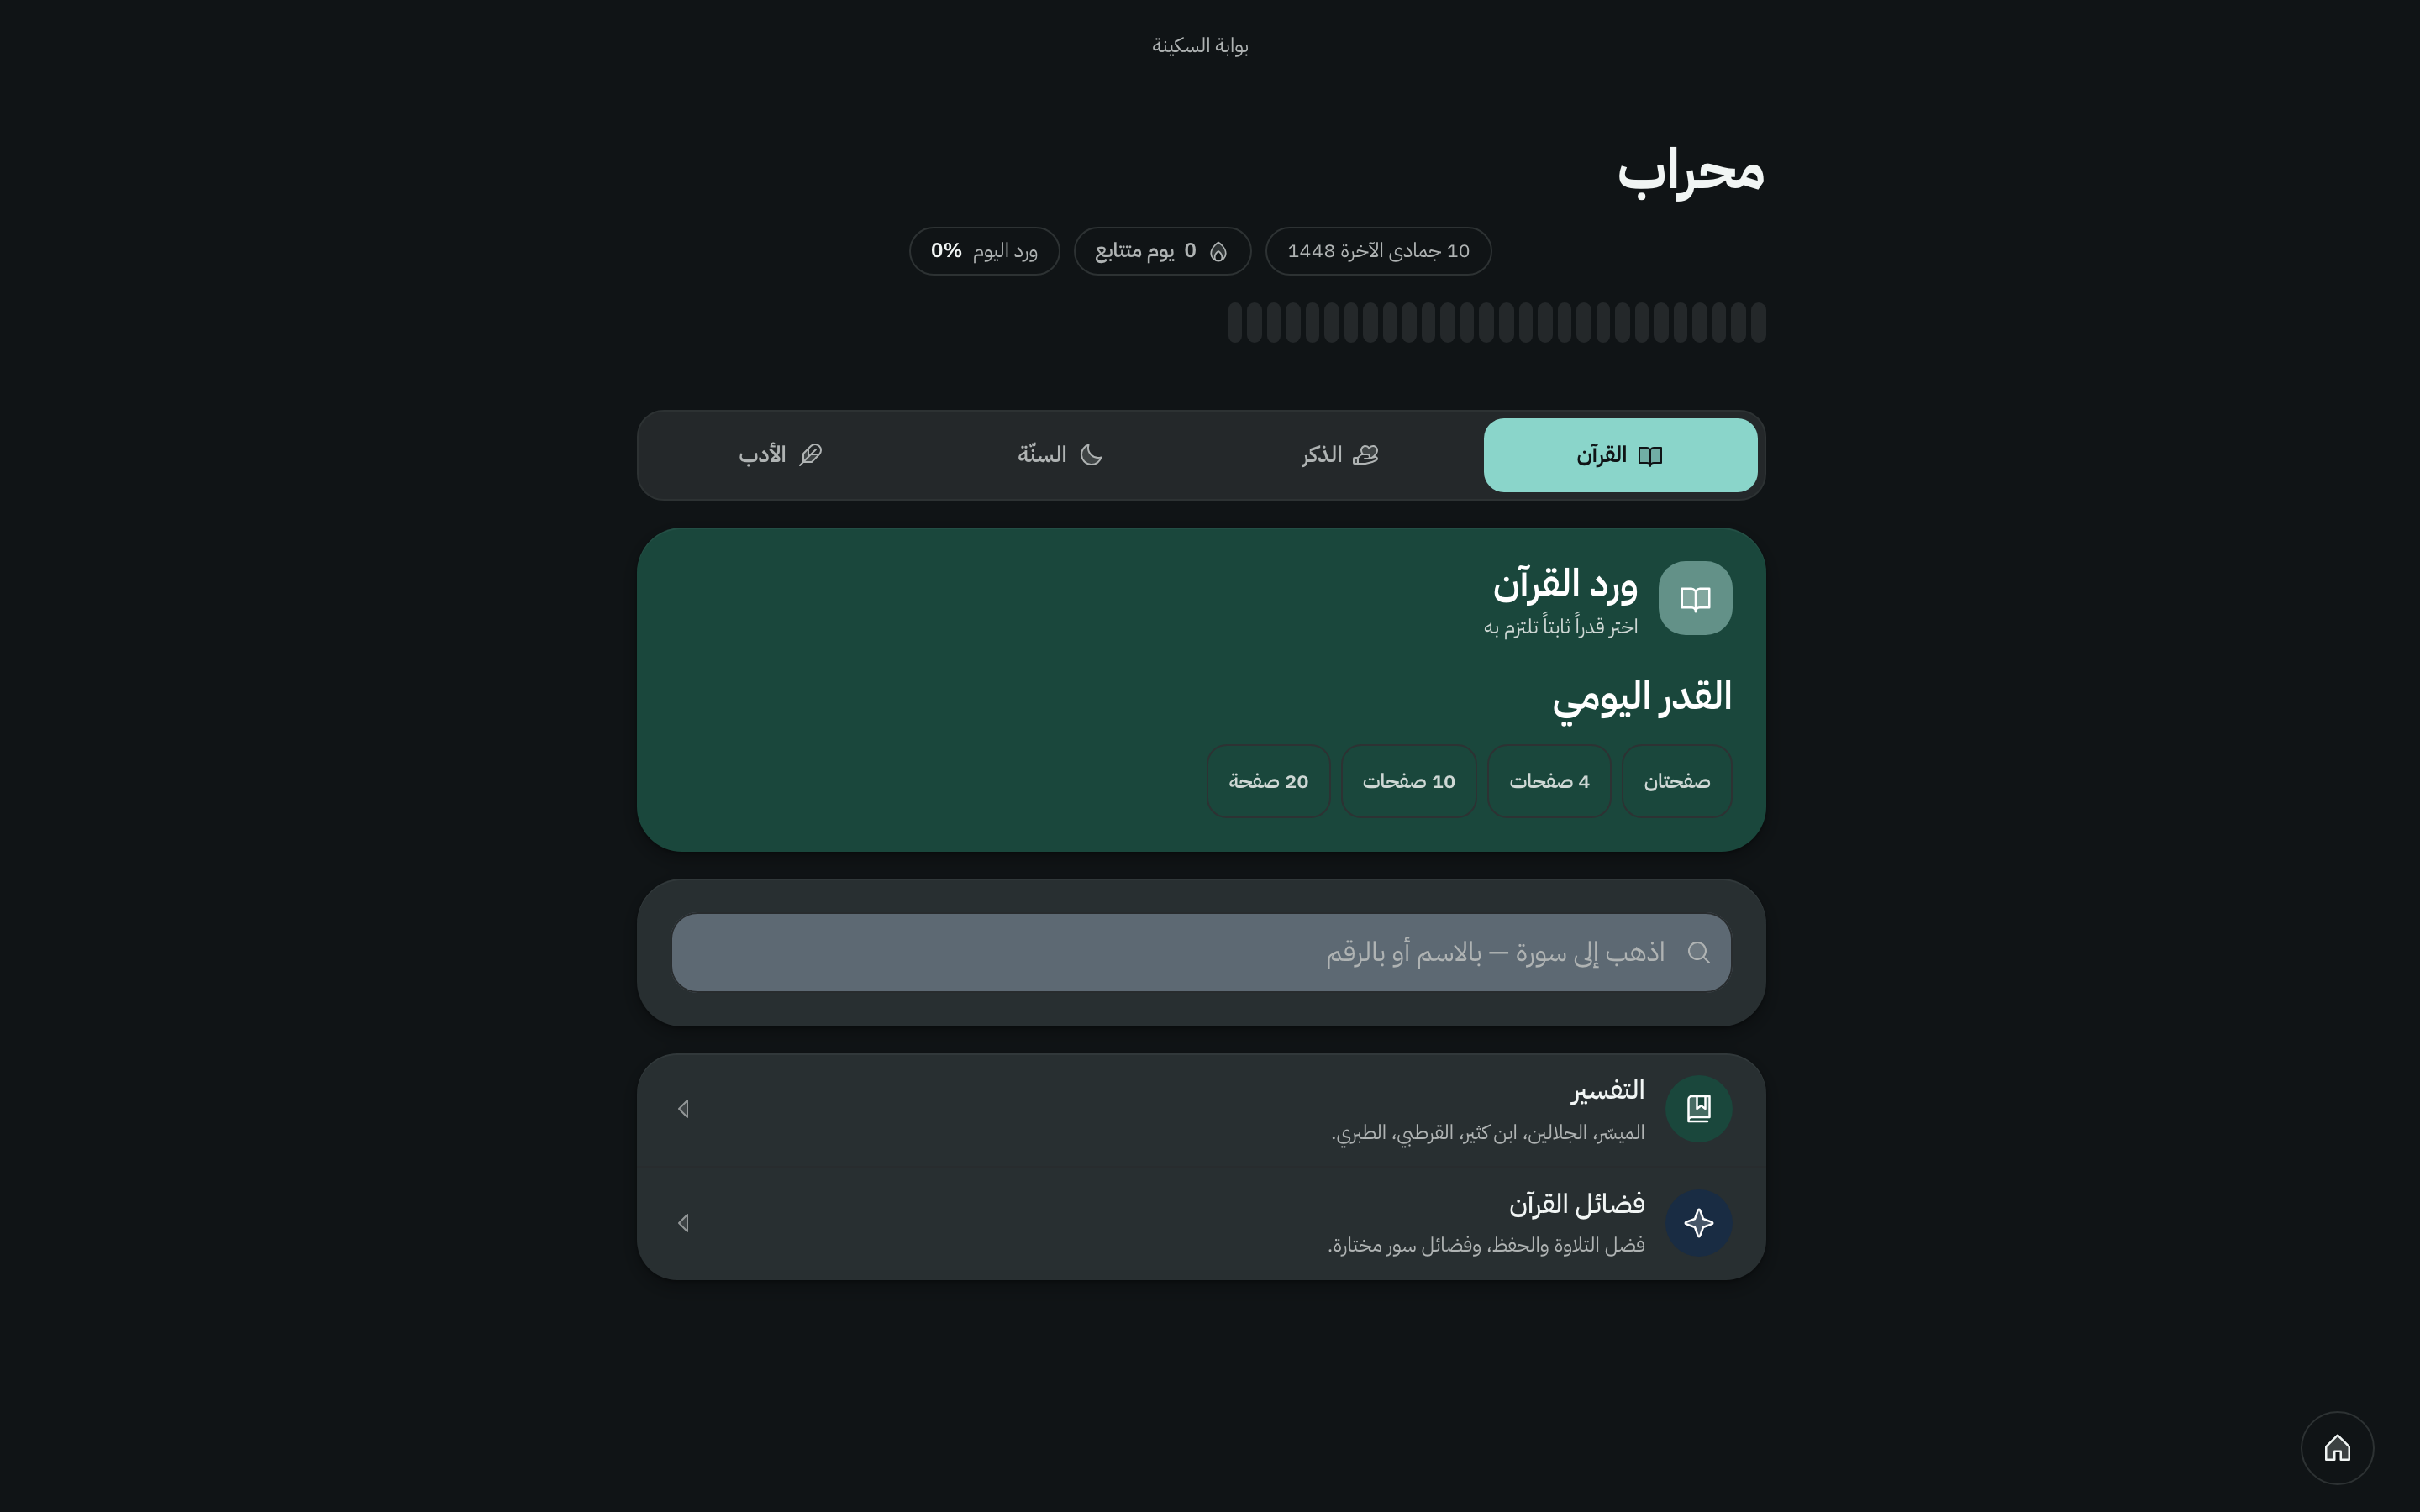 بوابة السكينة
محراب
10 جمادى الآخرة 1448
0 يوم متتابع
ورد اليوم 0%
القرآن
الذكر
السنّة
الأدب
ورد القرآن
اختر قدراً ثابتاً تلتزم به
القدر اليومي
صفحتان
4 صفحات
10 صفحات
20 صفحة
اذهب إلى سورة — بالاسم أو بالرقم
التفسير
الميسّر، الجلالين، ابن كثير، القرطبي، الطبري.
فضائل القرآن
فضل التلاوة والحفظ، وفضائل سور مختارة.